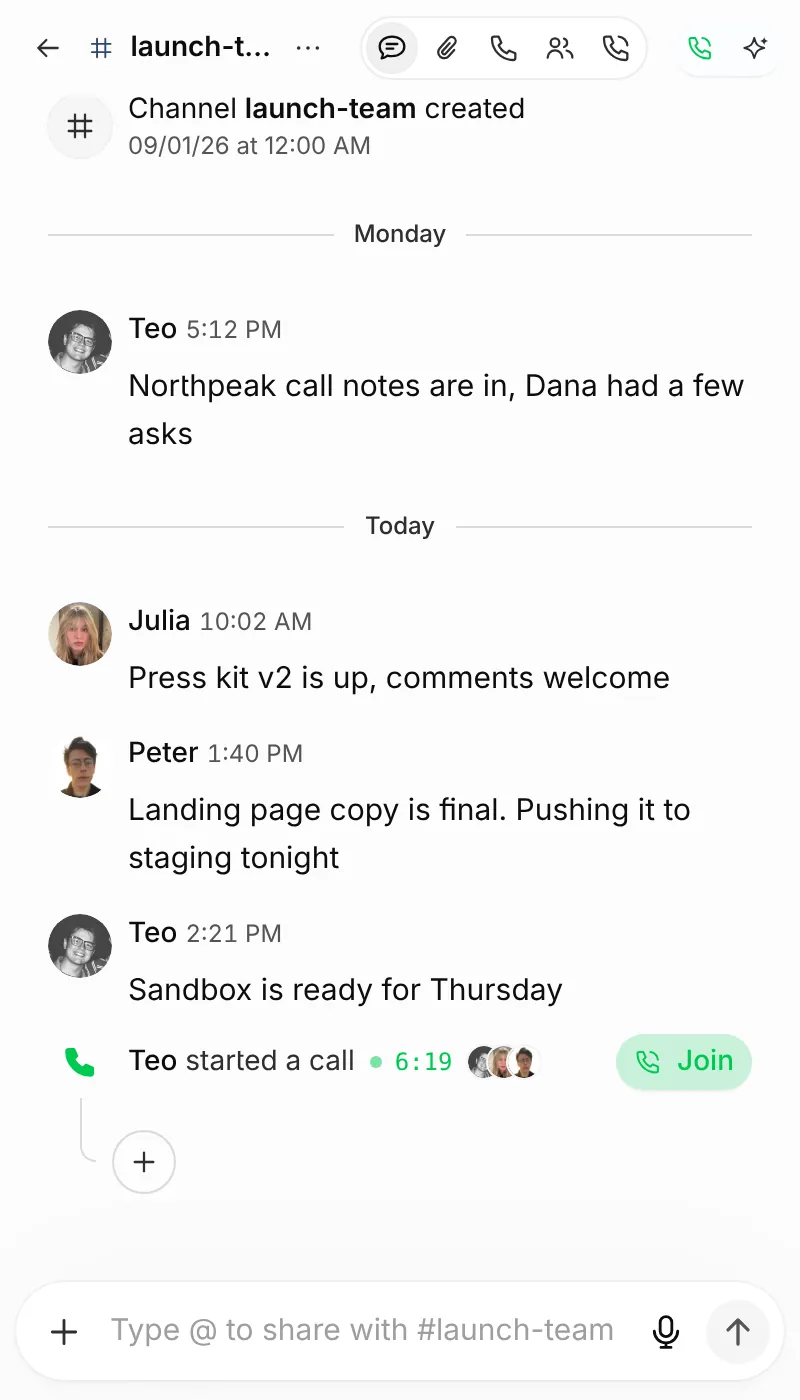 launch-t...
Channel launch-team created
09/01/26 at 12:00 AM
Monday
Teo 5:12 PM
Northpeak call notes are in, Dana had a few
asks
Today
Julia 10:02 AM
Press kit v2 is up, comments welcome
Peter 1:40 PM
Landing page copy is final. Pushing it to
staging tonight
Teo 2:21 PM
Sandbox is ready for Thursday
Teo started a call • 6:19 Join
Type @ to share with #launch-team